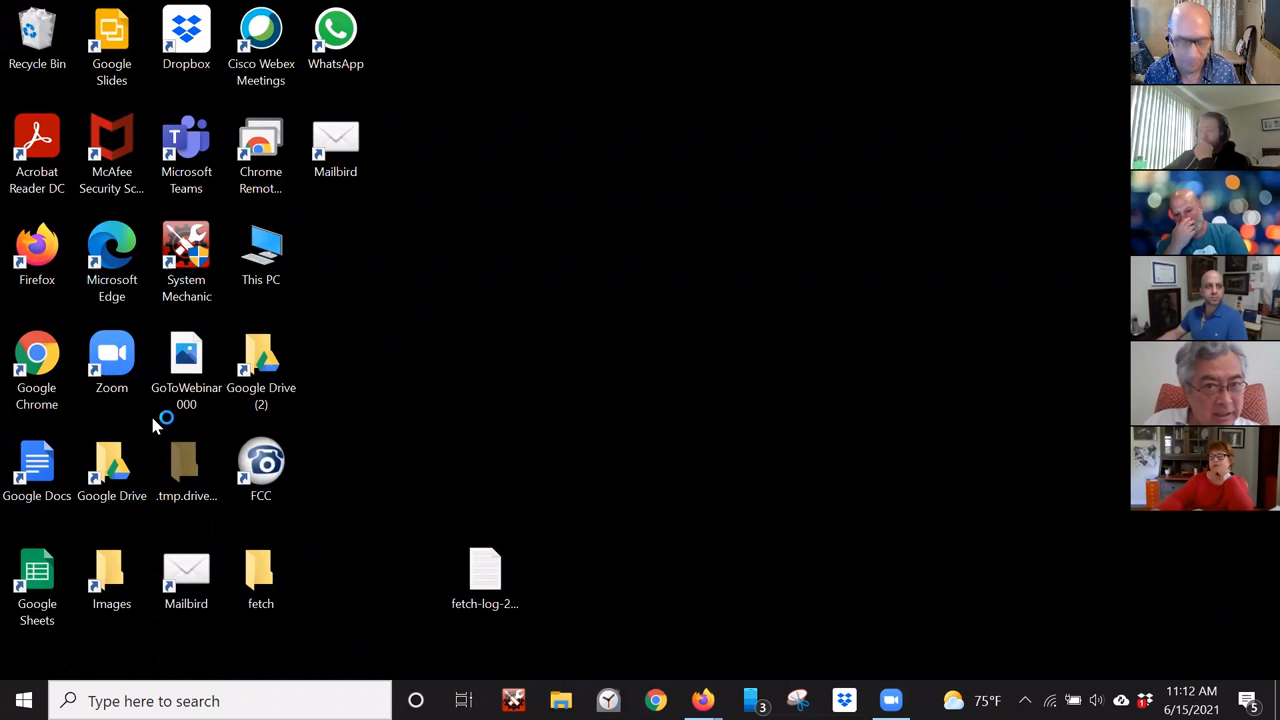 Recycle Bin
Google
Slides
Dropbox
Cisco Webex
Meetings
WhatsApp
Acrobat
Reader DC
McAfee
Security Sc...
Microsoft
Teams
Chrome
Remot...
Mailbird
Firefox
Microsoft
Edge
System
Mechanic
This PC
Google
Chrome
Zoom
GoToWebinar
000
Google Drive
(2)
Google Docs
Google Drive
.tmp.drive...
FCC
Google
Sheets
Images
Mailbird
fetch
fetch-log-2...
Type here to search
3
75°F
1
11:12 AM
6/15/2021
5